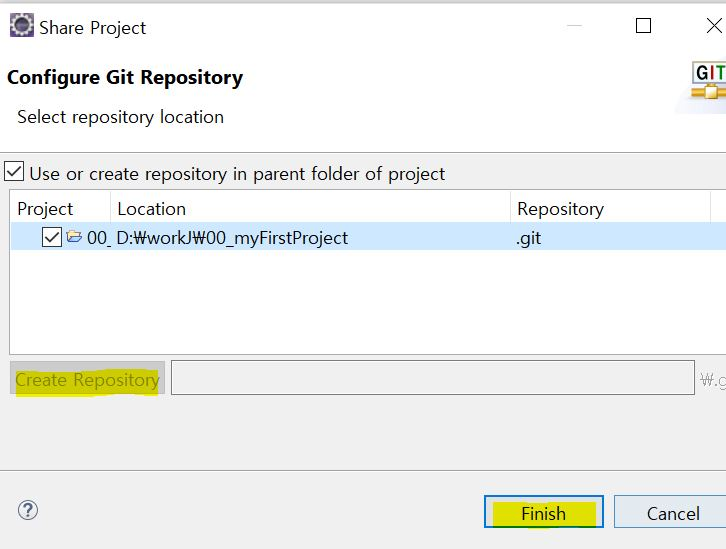 Share Project
Configure Git Repository
GIT
Select repository location
Use or create repository in parent folder of project
Project Location Repository
00_ D:₩workJ₩00_myFirstProject .git
Create Repository ₩.g
? Finish Cancel